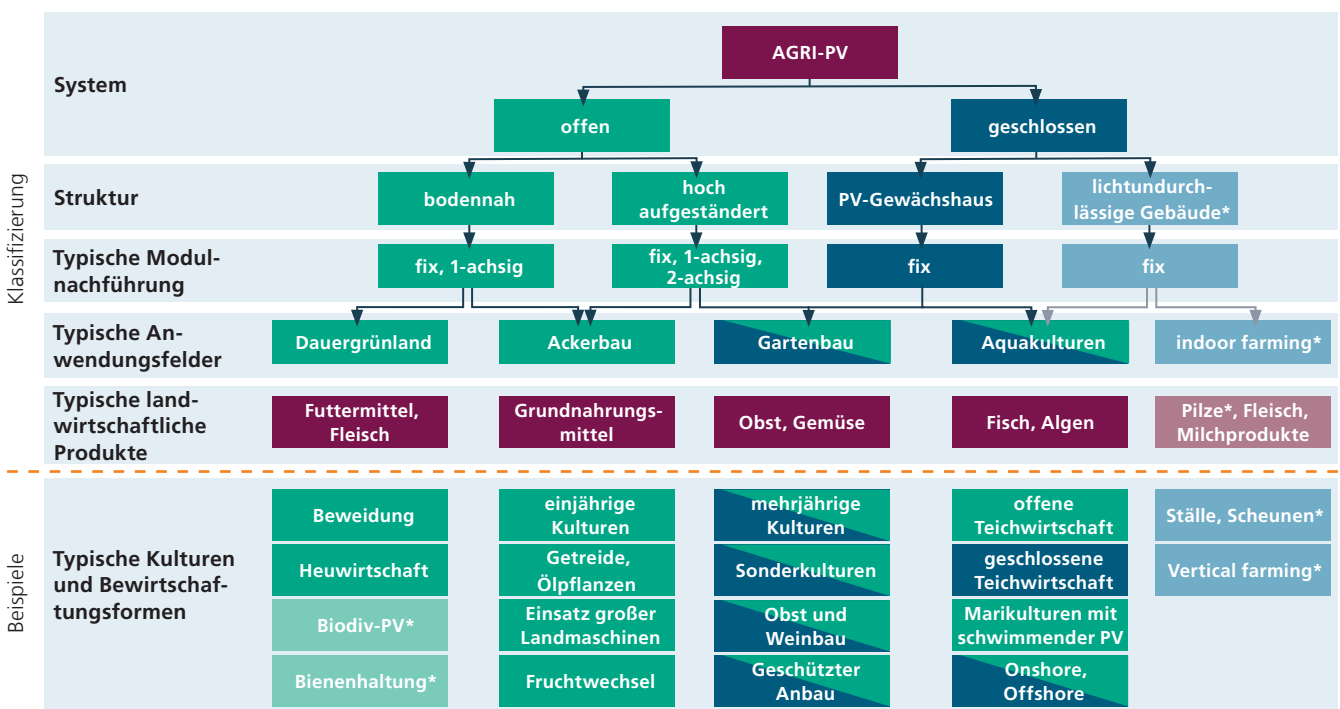 AGRI-PV
System
offen
geschlossen
Klassifizierung
Struktur
bodennah
hoch
aufgeständert
PV-Gewächshaus
lichtundurch-
lässige Gebäude*
Typische Modul-
nachführung
fix, 1-achsig
fix, 1-achsig,
2-achsig
fix
fix
Typische An-
wendungsfelder
Dauergrünland
Ackerbau
Gartenbau
Aquakulturen
indoor farming*
Typische land-
wirtschaftliche
Produkte
Futtermittel,
Fleisch
Grundnahrungs-
mittel
Obst, Gemüse
Fisch, Algen
Pilze*, Fleisch,
Milchprodukte
Beispiele
Typische Kulturen
und Bewirtschaf-
tungsformen
Beweidung
Heuwirtschaft
Biodiv-PV*
Bienenhaltung*
einjährige
Kulturen
Getreide,
Ölpflanzen
Einsatz großer
Landmaschinen
Fruchtwechsel
mehrjährige
Kulturen
Sonderkulturen
Obst und
Weinbau
Geschützter
Anbau
offene
Teichwirtschaft
geschlossene
Teichwirtschaft
Marikulturen mit
schwimmender PV
Onshore,
Offshore
Ställe, Scheunen*
Vertical farming*